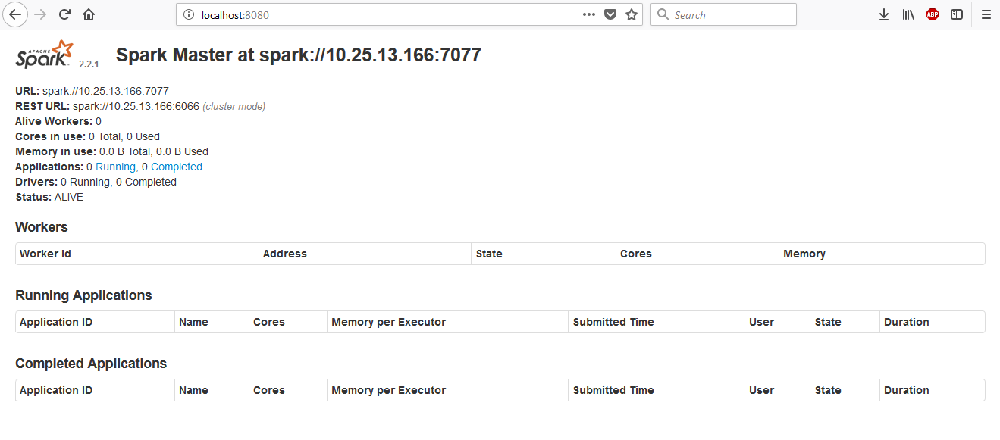 localhost:8080
Search
ABP
APACHE
Spark 2.2.1 Spark Master at spark://10.25.13.166:7077
URL: spark://10.25.13.166:7077
REST URL: spark://10.25.13.166:6066 (cluster mode)
Alive Workers: 0
Cores in use: 0 Total, 0 Used
Memory in use: 0.0 B Total, 0.0 B Used
Applications: 0 Running, 0 Completed
Drivers: 0 Running, 0 Completed
Status: ALIVE
Workers
Worker Id Address State Cores Memory
Running Applications
Application ID Name Cores Memory per Executor Submitted Time User State Duration
Completed Applications
Application ID Name Cores Memory per Executor Submitted Time User State Duration